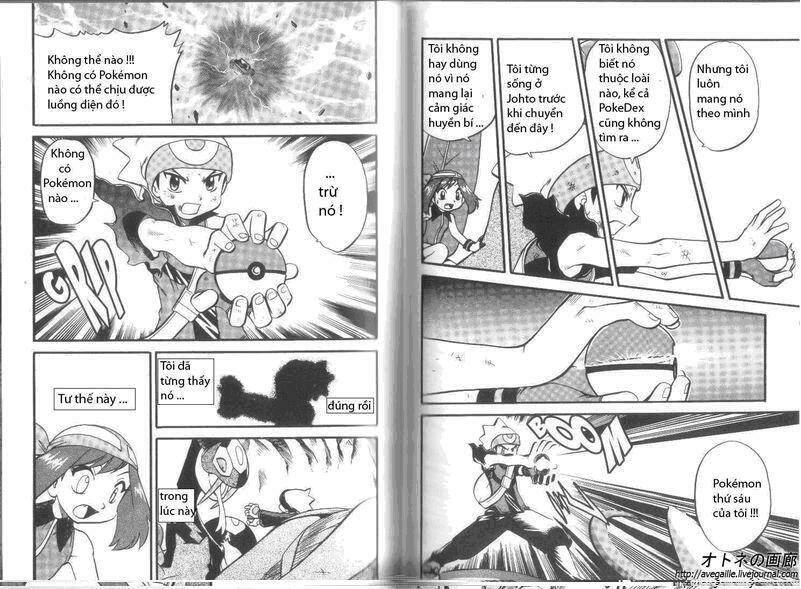 Không thể nào !!!
Không có Pokémon
nào có thể chịu được
luồng điện đó !
Không
có
Pokémon
nào ...
...
trừ
nó !
GRIP
Tư thế này ...
Tôi đã
từng thấy
nó ...
dúng rồi
trong
lúc này
Tôi không
hay dùng
nó vì nó
mang lại
cảm giác
huyền bí ...
Tôi từng
sống ở
Johto trước
khi chuyển
đến đây !
Tôi không
biết nó
thuộc loài
nào, kể cả
PokeDex
cũng không
tìm ra ...
Nhưng tôi
luôn
mang nó
theo mình
BOOM
Pokémon
thứ sáu
của tôi !!!
オトネの画廊
http://avegaille.livejournal.com